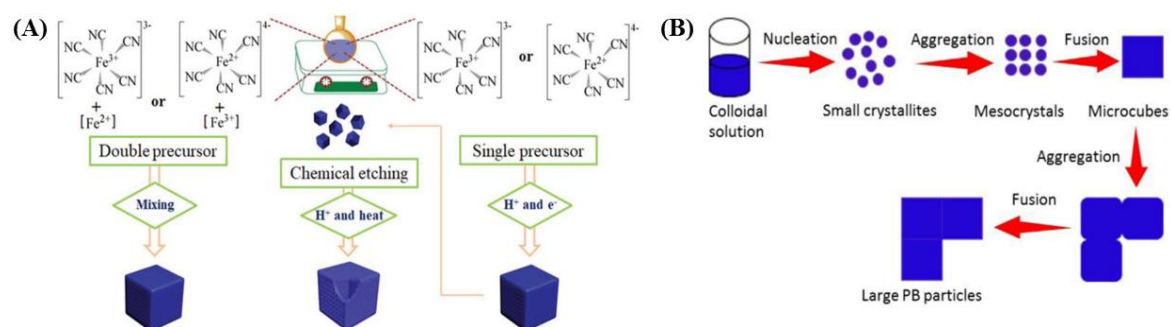 (A)
NC NC NC Fe3+ CN CN CN 3-
+
[Fe2+]
or
NC NC NC Fe2+ CN CN CN 4-
+
[Fe3+]
NC NC NC Fe3+ CN CN CN 3-
or
NC NC NC Fe2+ CN CN CN 4-
Double precursor
Mixing
Chemical etching
H+ and heat
Single precursor
H+ and e-
(B)
Nucleation
Aggregation
Fusion
Colloidal
solution
Small crystallites
Mesocrystals
Microcubes
Aggregation
Fusion
Large PB particles